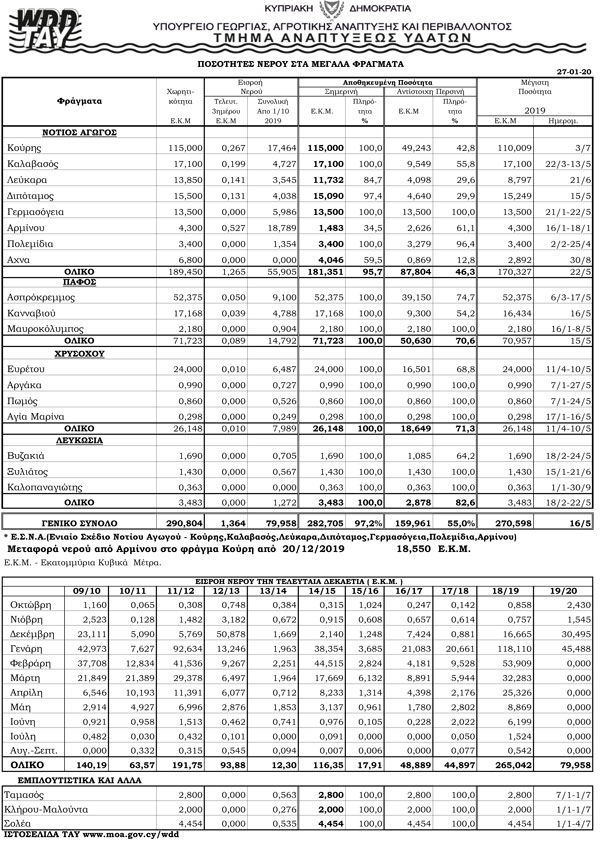 WDD
TAY
ΚΥΠΡΙΑΚΗ ΔΗΜΟΚΡΑΤΙΑ
ΥΠΟΥΡΓΕΙΟ ΓΕΩΡΓΙΑΣ, ΑΓΡΟΤΙΚΗΣ ΑΝΑΠΤΥΞΗΣ ΚΑΙ ΠΕΡΙΒΑΛΛΟΝΤΟΣ
ΤΜΗΜΑ ΑΝΑΠΤΥΞΕΩΣ ΥΔΑΤΩΝ
ΠΟΣΟΤΗΤΕΣ ΝΕΡΟΥ ΣΤΑ ΜΕΓΑΛΑ ΦΡΑΓΜΑΤΑ
27-01-20
Εισροή Αποθηκευμένη Ποσότητα Μέγιστη
Χωρητι- Νερού Σημερινή Αντίστοιχη Περσινή Ποσότητα
Φράγματα κότητα Τελευτ. Συνολική Πληρό- Πληρό-
3ημέρου Από 1/10 Ε.Κ.Μ. τητα Ε.Κ.Μ τητα 2019
Ε.Κ.Μ Ε.Κ.Μ 2019 % % Ε.Κ.Μ Ημερομ.
ΝΟΤΙΟΣ ΑΓΩΓΟΣ
Κούρης 115,000 0,267 17,464 115,000 100,0 49,243 42,8 110,009 3/7
Καλαβασός 17,100 0,199 4,727 17,100 100,0 9,549 55,8 17,100 22/3-13/5
Λεύκαρα 13,850 0,141 3,545 11,732 84,7 4,098 29,6 8,797 21/6
Διπόταμος 15,500 0,131 4,038 15,090 97,4 4,640 29,9 15,249 15/5
Γερμασόγεια 13,500 0,000 5,986 13,500 100,0 13,500 100,0 13,500 21/1-22/5
Αρμίνου 4,300 0,527 18,789 1,483 34,5 2,626 61,1 4,300 16/1-18/1
Πολεμίδια 3,400 0,000 1,354 3,400 100,0 3,279 96,4 3,400 2/2-25/4
Αχνα 6,800 0,000 0,000 4,046 59,5 0,869 12,8 2,892 30/8
ΟΛΙΚΟ 189,450 1,265 55,905 181,351 95,7 87,804 46,3 170,327 22/5
ΠΑΦΟΣ
Ασπρόκρεμμος 52,375 0,050 9,100 52,375 100,0 39,150 74,7 52,375 6/3-17/5
Κανναβιού 17,168 0,039 4,788 17,168 100,0 9,300 54,2 16,434 16/5
Μαυροκόλυμπος 2,180 0,000 0,904 2,180 100,0 2,180 100,0 2,180 16/1-8/5
ΟΛΙΚΟ 71,723 0,089 14,792 71,723 100,0 50,630 70,6 70,957 15/5
ΧΡΥΣΟΧΟΥ
Ευρέτου 24,000 0,010 6,487 24,000 100,0 16,501 68,8 24,000 11/4-10/5
Αργάκα 0,990 0,000 0,727 0,990 100,0 0,990 100,0 0,990 7/1-27/5
Πωμός 0,860 0,000 0,526 0,860 100,0 0,860 100,0 0,860 7/1-24/5
Αγία Μαρίνα 0,298 0,000 0,249 0,298 100,0 0,298 100,0 0,298 17/1-16/5
ΟΛΙΚΟ 26,148 0,010 7,989 26,148 100,0 18,649 71,3 26,148 11/4-10/5
ΛΕΥΚΩΣΙΑ
Βυζακιά 1,690 0,000 0,705 1,690 100,0 1,085 64,2 1,690 18/2-24/5
Ξυλιάτος 1,430 0,000 0,567 1,430 100,0 1,430 100,0 1,430 15/1-21/6
Καλοπαναγιώτης 0,363 0,000 0,000 0,363 100,0 0,363 100,0 0,363 1/1-30/9
ΟΛΙΚΟ 3,483 0,000 1,272 3,483 100,0 2,878 82,6 3,483 18/2-22/5
ΓΕΝΙΚΟ ΣΥΝΟΛΟ 290,804 1,364 79,958 282,705 97,2% 159,961 55,0% 270,598 16/5
* Ε.Σ.Ν.Α.(Ενιαίο Σχέδιο Νοτίου Αγωγού - Κούρης,Καλαβασός,Λεύκαρα,Διπόταμος,Γερμασόγεια,Πολεμίδια,Αρμίνου)
Μεταφορά νερού από Αρμίνου στο φράγμα Κούρη από 20/12/2019 18,550 Ε.Κ.Μ.
Ε.Κ.Μ. - Εκατομμύρια Κυβικά Μέτρα.
ΕΙΣΡΟΗ ΝΕΡΟΥ ΤΗΝ ΤΕΛΕΥΤΑΙΑ ΔΕΚΑΕΤΙΑ ( Ε.Κ.Μ. )
09/10 10/11 11/12 12/13 13/14 14/15 15/16 16/17 17/18 18/19 19/20
Οκτώβρη 1,160 0,065 0,308 0,748 0,384 0,315 1,024 0,247 0,142 0,858 2,430
Νιόβρη 2,523 0,128 1,482 3,182 0,672 0,915 0,608 0,657 0,614 0,757 1,545
Δεκέμβρη 23,111 5,090 5,769 50,878 1,669 2,140 1,248 7,424 0,881 16,665 30,495
Γενάρη 42,973 7,627 92,634 13,246 1,963 38,354 3,685 21,083 20,661 118,110 45,488
Φεβράρη 37,708 12,834 41,536 9,267 2,251 44,515 2,824 4,181 9,528 53,909 0,000
Μάρτη 21,849 21,389 29,378 6,497 1,964 17,669 6,132 8,891 5,944 32,283 0,000
Απρίλη 6,546 10,193 11,391 6,077 0,712 8,233 1,314 4,398 2,176 25,326 0,000
Μάη 2,914 4,927 6,996 2,876 1,853 3,137 0,961 1,780 2,802 8,869 0,000
Ιούνη 0,921 0,958 1,513 0,462 0,741 0,976 0,105 0,228 2,022 6,199 0,000
Ιούλη 0,482 0,030 0,432 0,101 0,000 0,091 0,000 0,000 0,050 1,524 0,000
Αυγ.-Σεπτ. 0,000 0,332 0,315 0,545 0,094 0,007 0,006 0,000 0,077 0,542 0,000
ΟΛΙΚΟ 140,19 63,57 191,75 93,88 12,30 116,35 17,91 48,889 44,897 265,042 79,958
ΕΜΠΛΟΥΤΙΣΤΙΚΑ ΚΑΙ ΑΛΛΑ
Ταμασός 2,800 0,000 0,563 2,800 100,0 2,800 100,0 2,800 7/1-1/7
Κλήρου-Μαλούντα 2,000 0,000 0,276 2,000 100,0 2,000 100,0 2,000 1/1-1/7
Σολέα 4,454 0,000 0,535 4,454 100,0 4,454 100,0 4,454 1/1-4/7
ΙΣΤΟΣΕΛΙΔΑ ΤΑΥ www.moa.gov.cy/wdd